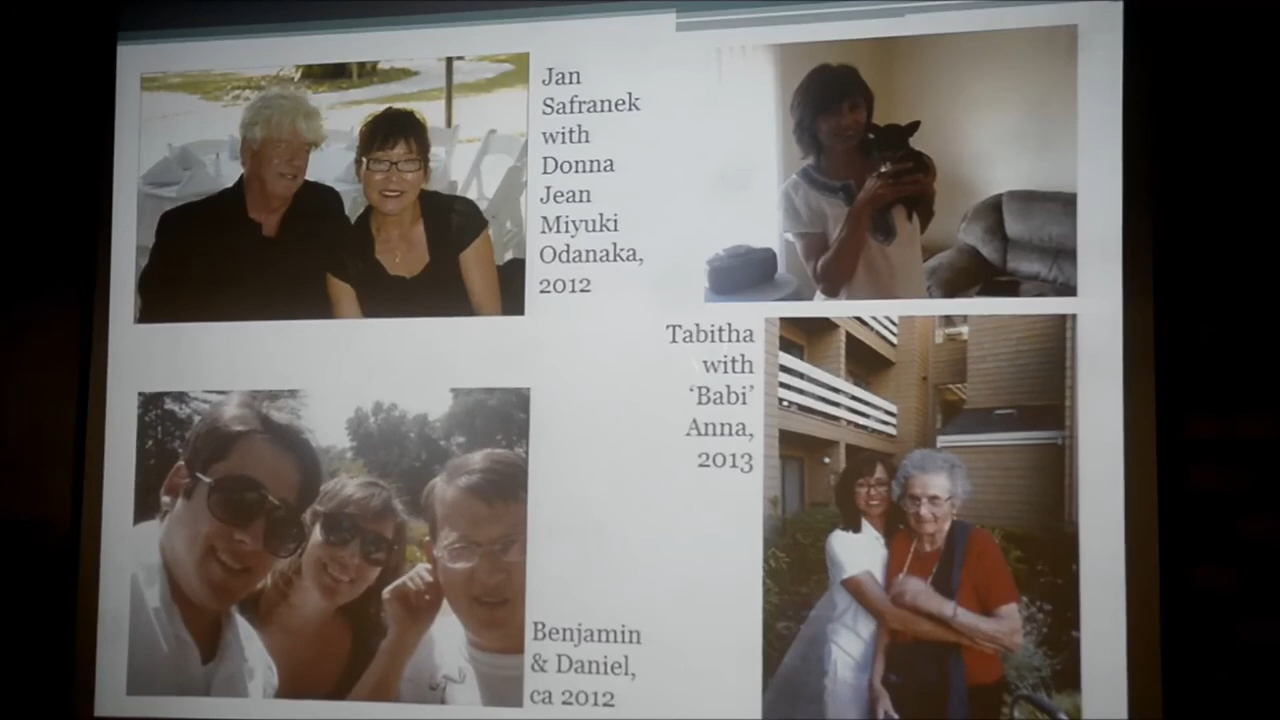 Jan
Safranek
with
Donna
Jean
Miyuki
Odanaka,
2012
Tabitha
with
‘Babi’
Anna,
2013
Benjamin
& Daniel,
ca 2012